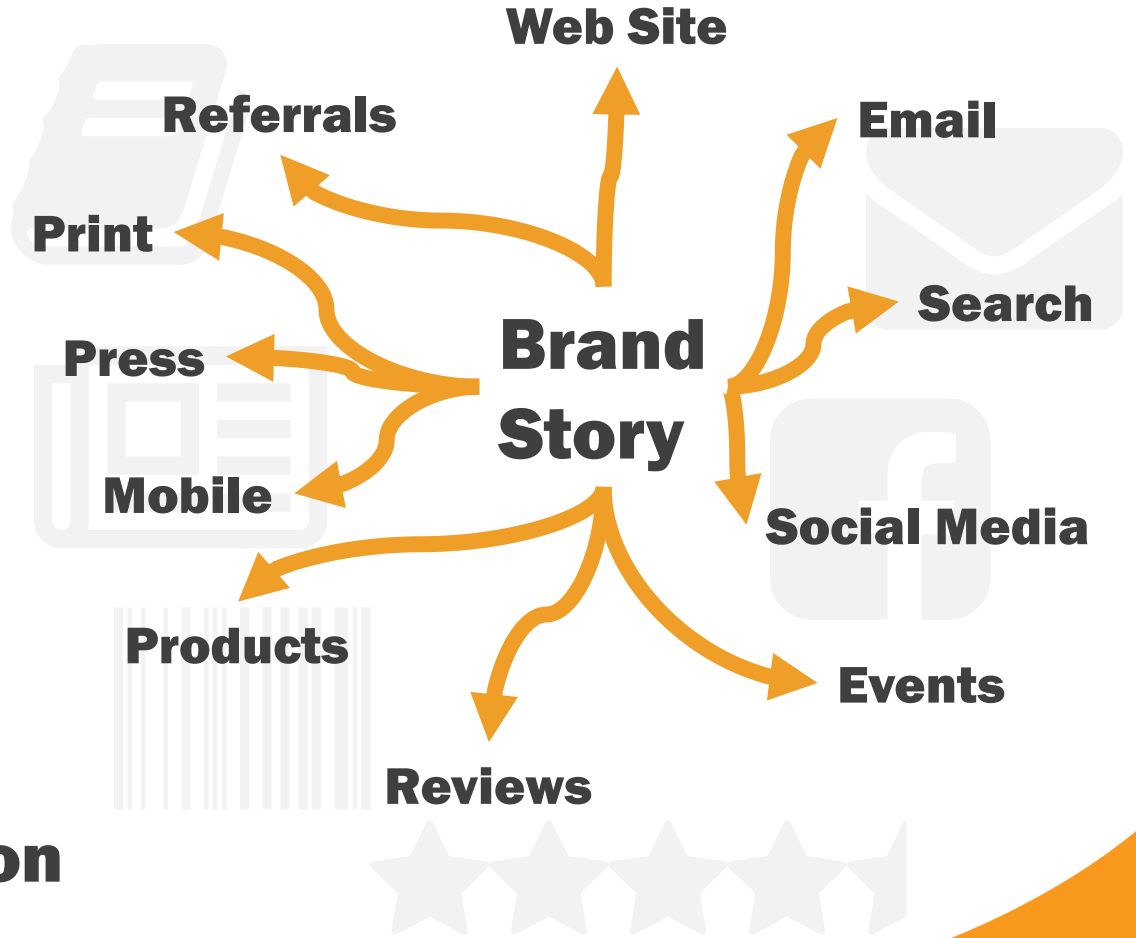 Web Site
Referrals
Email
Print
Search
Brand
Story
Press
Mobile
Social Media
Products
Events
Reviews
on